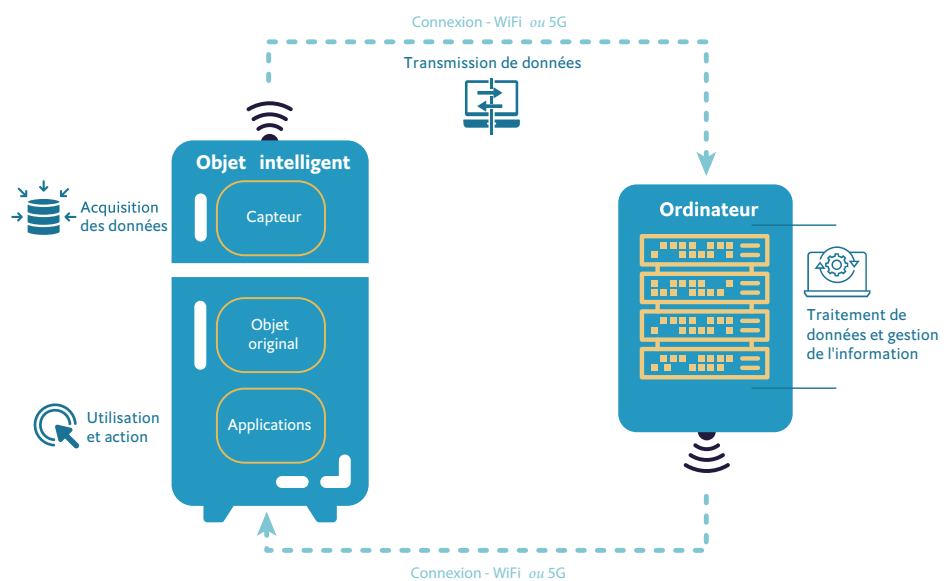 Connexion - WiFi ou 5G
Transmission de données
Objet intelligent
Acquisition
des données
Capteur
Objet
original
Utilisation
et action
Applications
Ordinateur
Traitement de
données et gestion
de l'information
Connexion - WiFi ou 5G